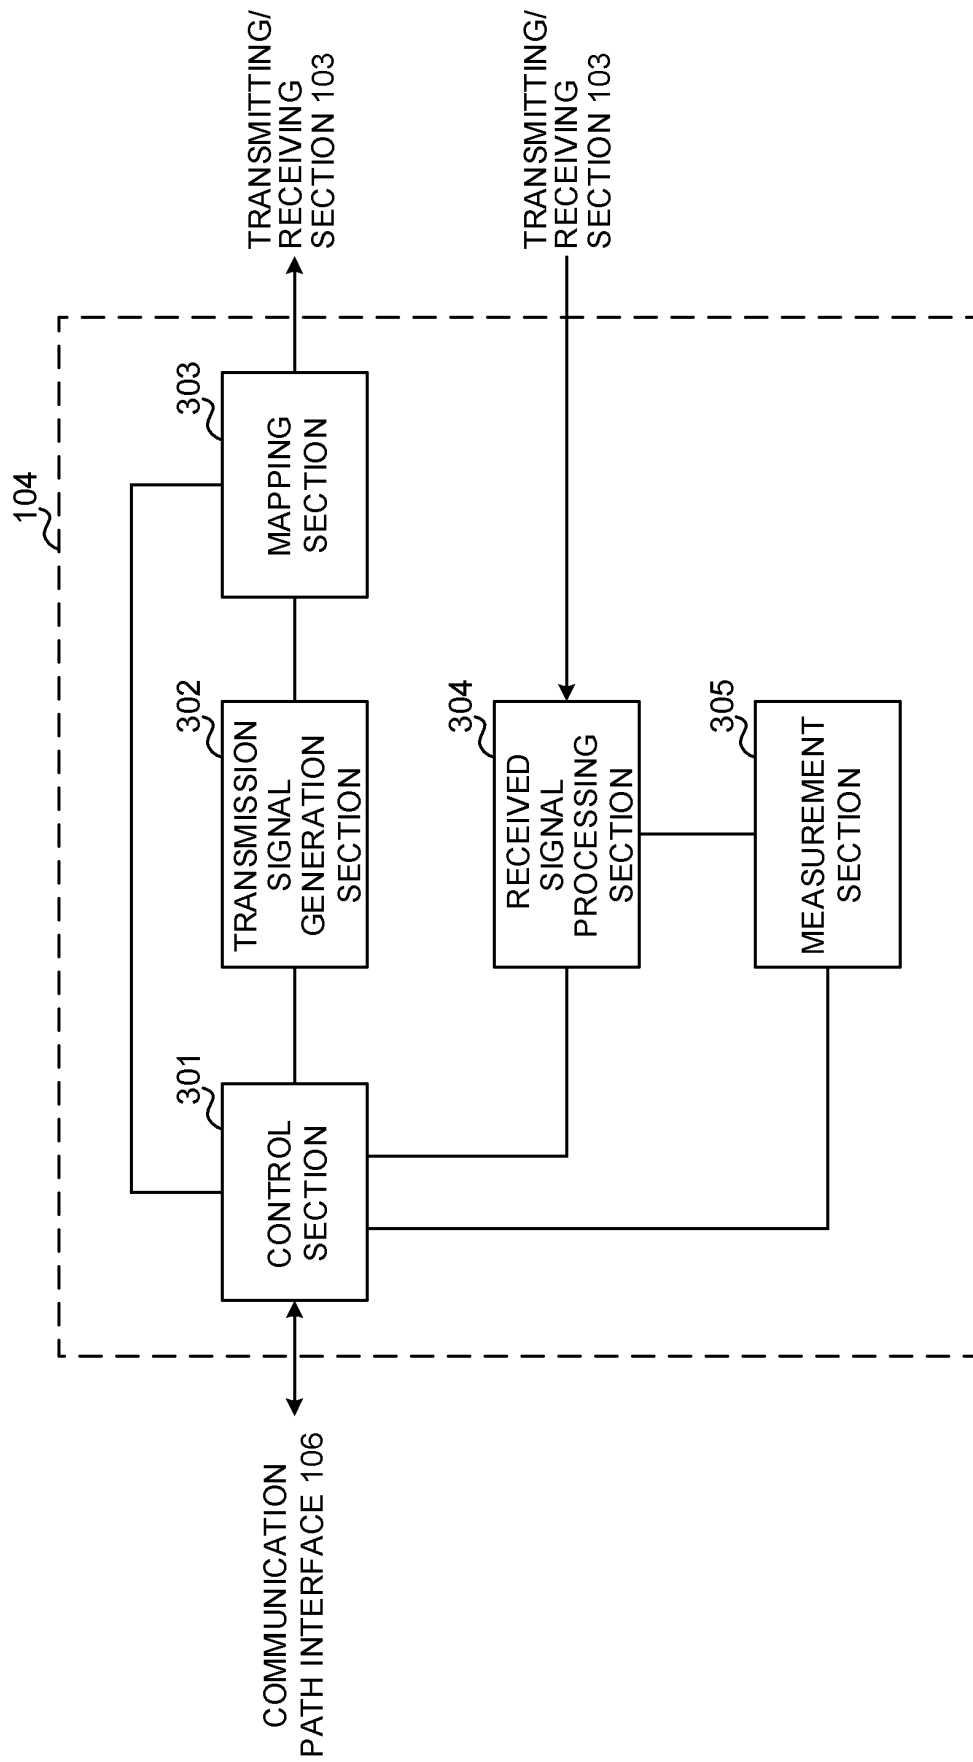 104
COMMUNICATION
PATH INTERFACE 106
301
CONTROL
SECTION
302
TRANSMISSION
SIGNAL
GENERATION
SECTION
303
MAPPING
SECTION
TRANSMITTING/
RECEIVING
SECTION 103
304
RECEIVED
SIGNAL
PROCESSING
SECTION
TRANSMITTING/
RECEIVING
SECTION 103
305
MEASUREMENT
SECTION